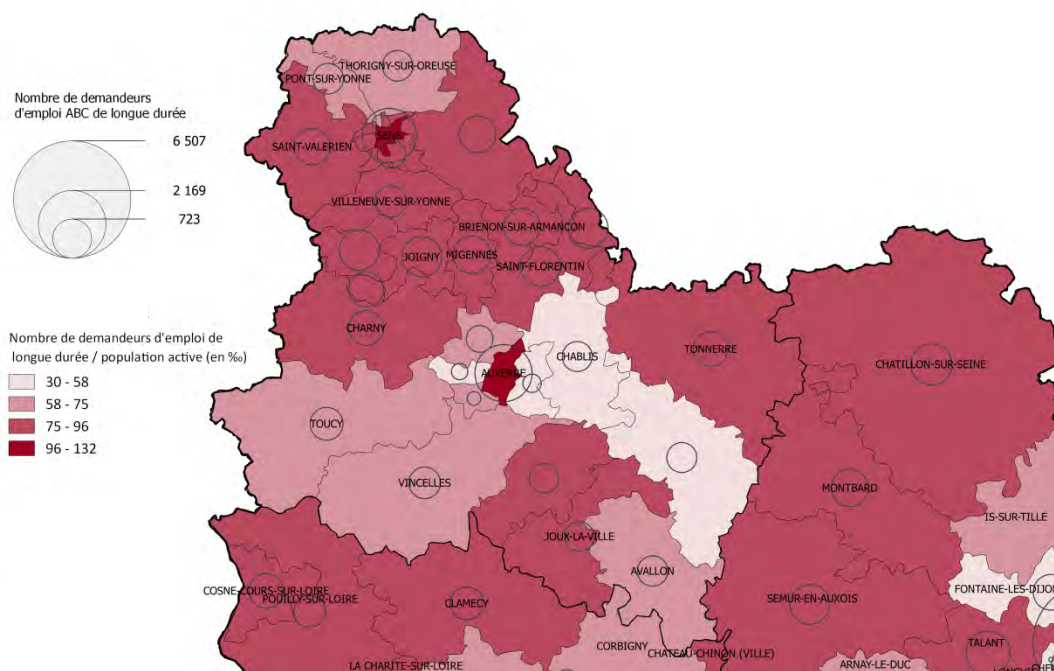 Nombre de demandeurs
d'emploi ABC de longue durée
6 507
2 169
723
Nombre de demandeurs d'emploi de
longue durée / population active (en ‰)
30 - 58
58 - 75
75 - 96
96 - 132
THORIGNY-SUR-OREUSE
PONT-SUR-YONNE
SENS
SAINT-VALERIEN
VILLENEUVE-SUR-YONNE
BRIENON-SUR-ARMANCON
JOIGNY
MIGENNES
SAINT-FLORENTIN
CHARNY
TONNERRE
CHABLIS
CHATILLON-SUR-SEINE
AUXERRE
TOUCY
VINCELLES
MONTBARD
IS-SUR-TILLE
JOUX-LA-VILLE
AVALLON
COSNE-COURS-SUR-LOIRE
POUILLY-SUR-LOIRE
FONTAINE-LES-DIJO
SEMUR-EN-AUXOIS
CLAMECY
CORBIGNY
TALANT
CHATEAU-CHINON (VILLE)
LA CHARITE-SUR-LOIRE
ARNAY-LE-DUC